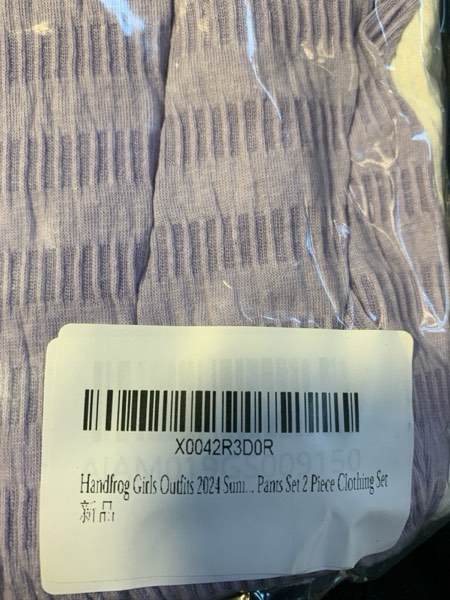 X0042R3D0R
Handfrog Girls Outfits 2024 Sum... Pants Set 2 Piece Clothing Set
新品